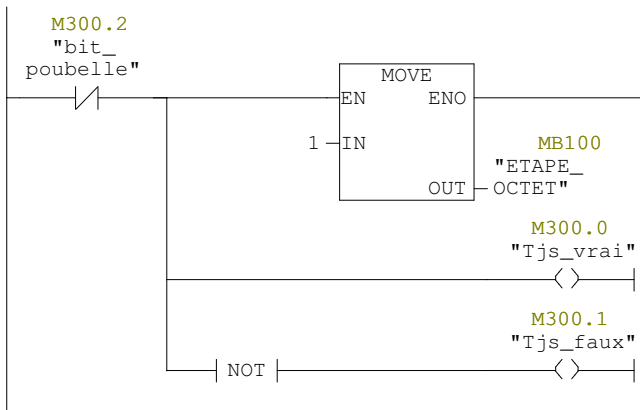 M300.2
"bit_
poubelle"
MOVE
EN ENO
1 IN
MB100
"ETAPE_
OUT OCTET"
M300.0
"Tjs_vrai"
M300.1
"Tjs_faux"
NOT